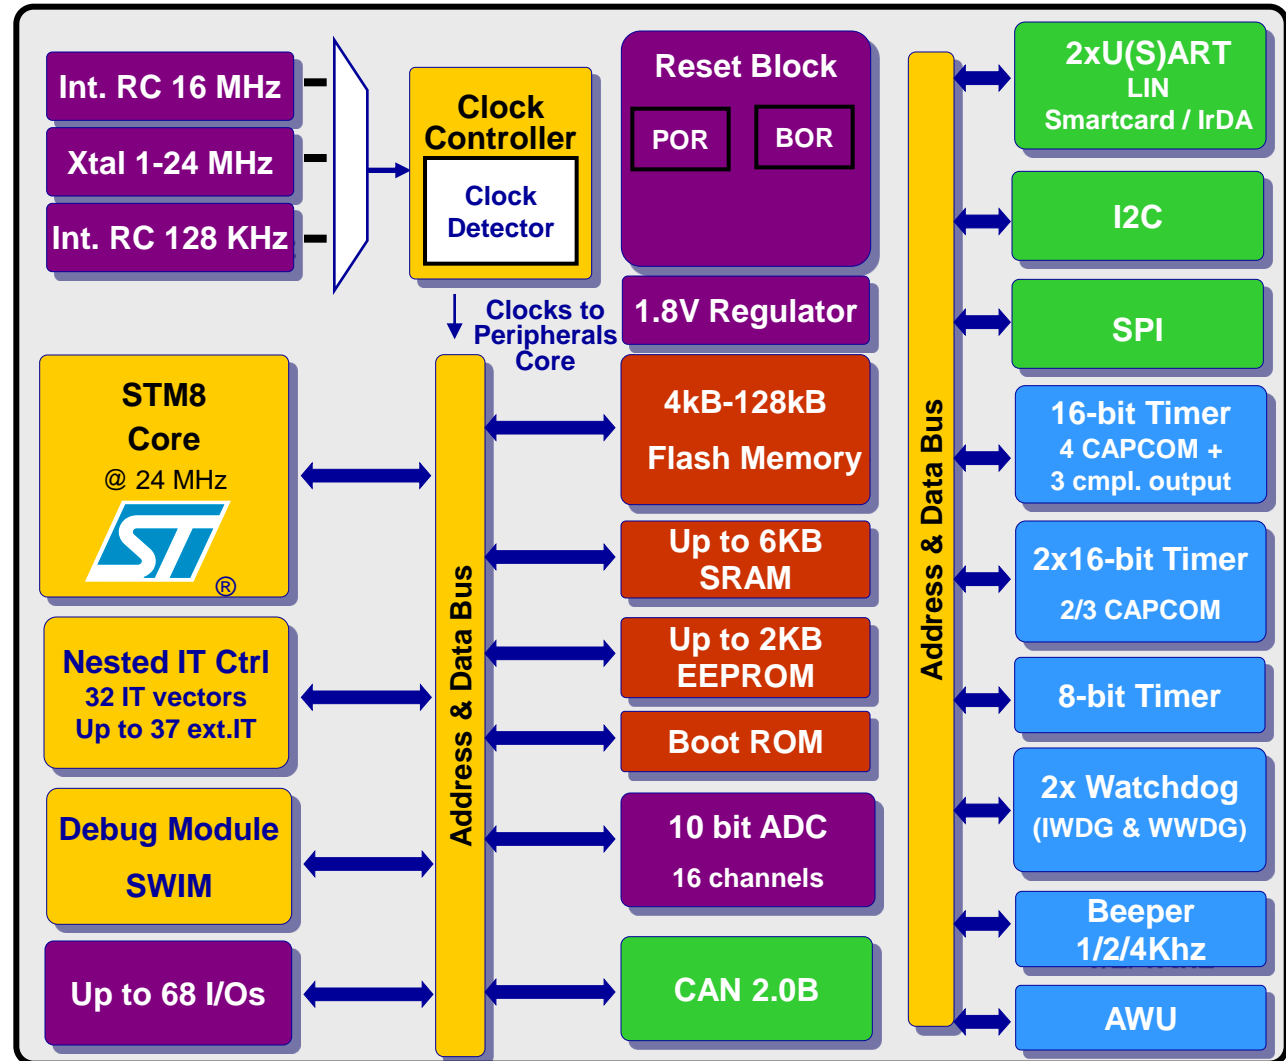 Int. RC 16 MHz
Xtal 1-24 MHz
Int. RC 128 KHz
Clock
Controller
Clock
Detector
Clocks to
Peripherals
Core
Reset Block
POR
BOR
1.8V Regulator
STM8
Core
@ 24 MHz
ST
®
Nested IT Ctrl
32 IT vectors
Up to 37 ext.IT
Debug Module
SWIM
Up to 68 I/Os
Address & Data Bus
4kB-128kB
Flash Memory
Up to 6KB
SRAM
Up to 2KB
EEPROM
Boot ROM
10 bit ADC
16 channels
CAN 2.0B
Address & Data Bus
2xU(S)ART
LIN
Smartcard / IrDA
I2C
SPI
16-bit Timer
4 CAPCOM +
3 cmpl. output
2x16-bit Timer
2/3 CAPCOM
8-bit Timer
2x Watchdog
(IWDG & WWDG)
Beeper
1/2/4Khz
AWU